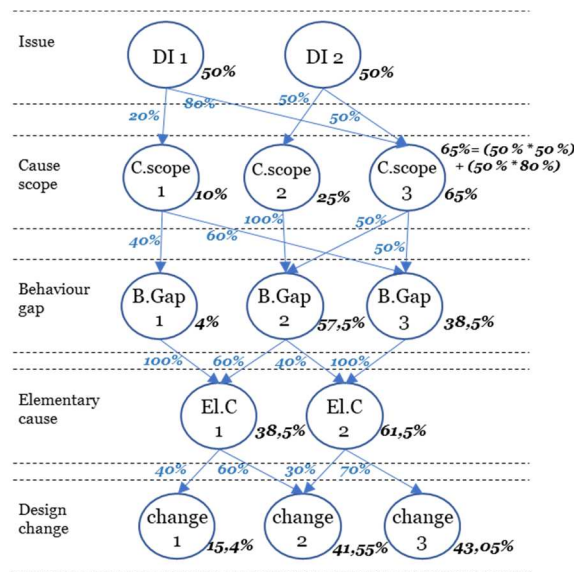 Issue
DI 1
50%
DI 2
50%
20%
80%
50%
50%
Cause
scope
C.scope
1
10%
C.scope
2
25%
C.scope
3
65%
65%= (50 % *50 %)
+ (50 % *80 %)
40%
60%
100%
50%
50%
Behaviour
gap
B.Gap
1
4%
B.Gap
2
57,5%
B.Gap
3
38,5%
100%
60%
40%
100%
Elementary
cause
El.C
1
38,5%
El.C
2
61,5%
40%
60%
30%
70%
Design
change
change
1
15,4%
change
2
41,55%
change
3
43,05%